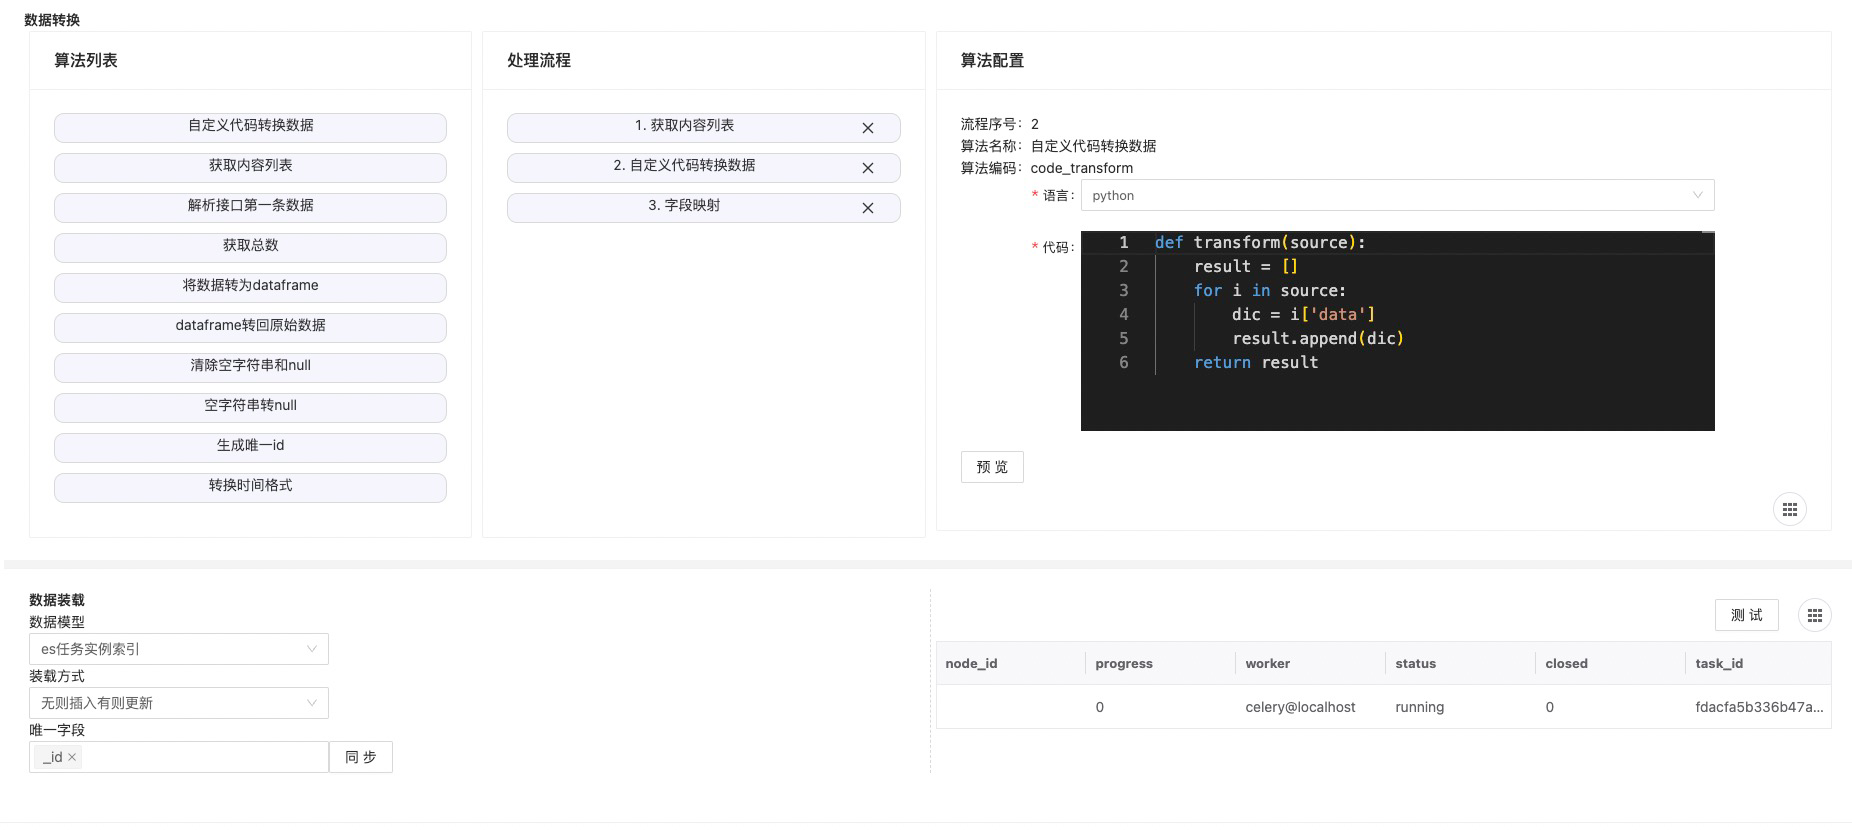 数据转换
算法列表
自定义代码转换数据
获取内容列表
解析接口第一条数据
获取总数
将数据转为dataframe
dataframe转回原始数据
清除空字符串和null
空字符串转null
生成唯一id
转换时间格式
处理流程
1. 获取内容列表
2. 自定义代码转换数据
3. 字段映射
算法配置
流程序号：2
算法名称：自定义代码转换数据
算法编码：code_transform
* 语言： python
* 代码：
1 def transform(source):
2     result = []
3     for i in source:
4         dic = i['data']
5         result.append(dic)
6     return result
预 览
数据装载
数据模型
es任务实例索引
装载方式
无则插入有则更新
唯一字段
_id × 同 步
测 试
node_id progress worker status closed task_id
0 celery@localhost running 0 fdacfa5b336b47a...